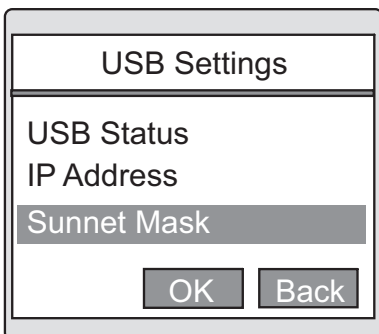 USB Settings
USB Status
IP Address
Sunnet Mask
OK Back